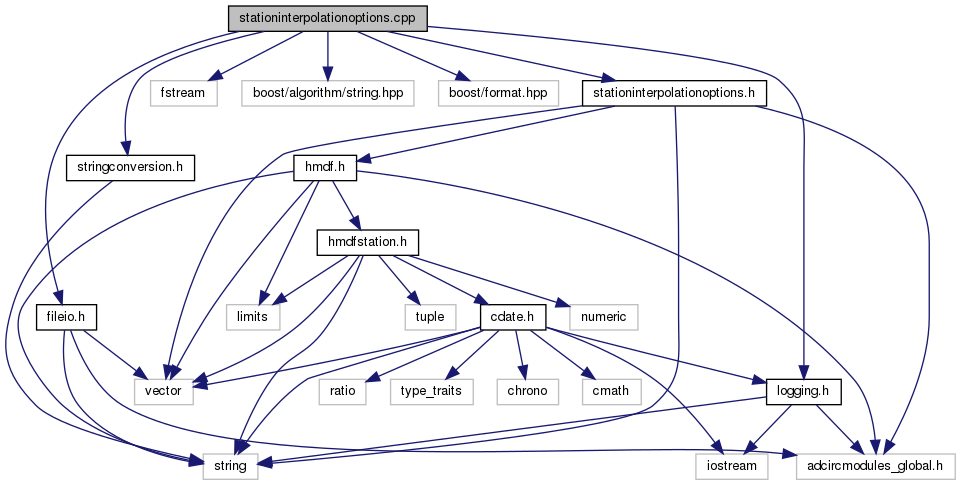 stationinterpolationoptions.cpp
fstream
boost/algorithm/string.hpp
boost/format.hpp
stationinterpolationoptions.h
stringconversion.h
hmdf.h
hmdfstation.h
fileio.h
limits
tuple
cdate.h
numeric
vector
ratio
type_traits
chrono
cmath
logging.h
string
iostream
adcircmodules_global.h